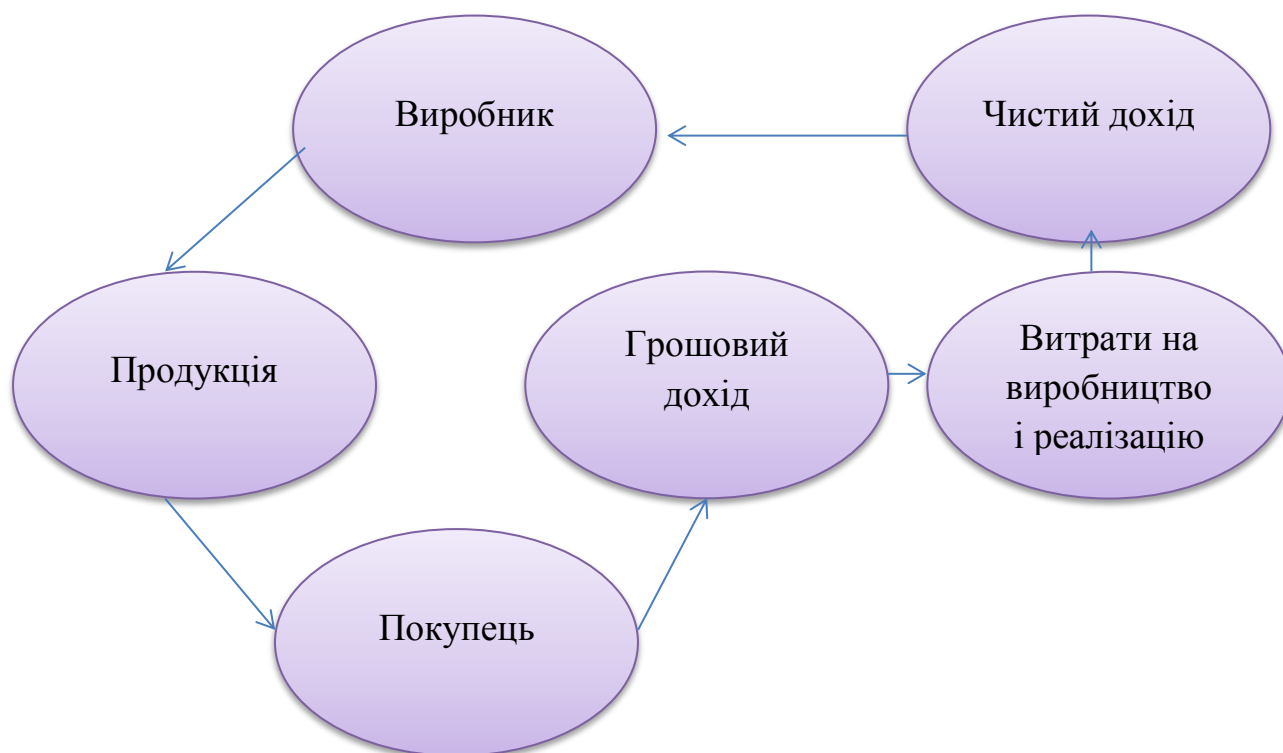 Виробник
Чистий дохід
Продукція
Грошовий
дохід
Витрати на
виробництво
і реалізацію
Покупець